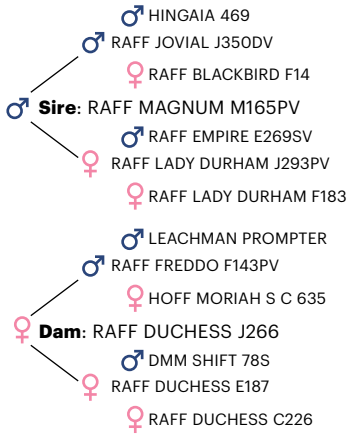 HINGAIA 469
RAFF JOVIAL J350DV
RAFF BLACKBIRD F14
Sire: RAFF MAGNUM M165PV
RAFF EMPIRE E269SV
RAFF LADY DURHAM J293PV
RAFF LADY DURHAM F183
LEACHMAN PROMPTER
RAFF FREDDO F143PV
HOFF MORIAH S C 635
Dam: RAFF DUCHESS J266
DMM SHIFT 78S
RAFF DUCHESS E187
RAFF DUCHESS C226